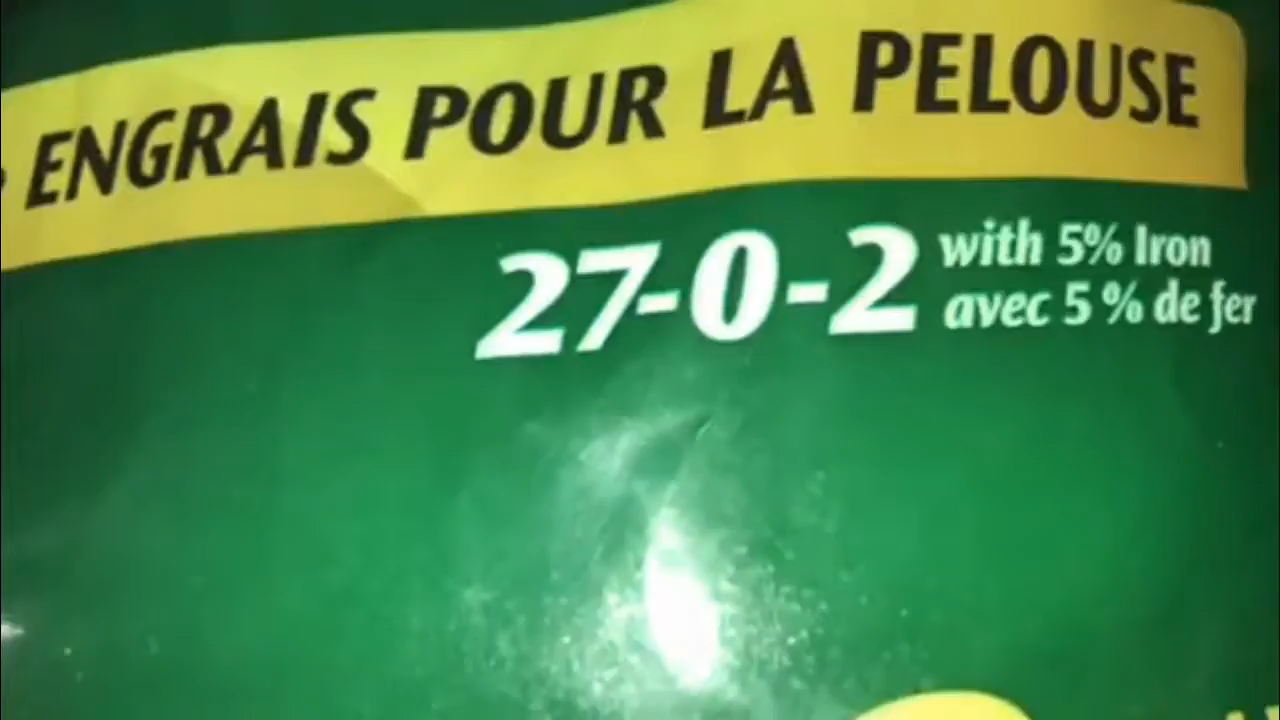 ENGRAIS POUR LA PELOUSE
27-0-2
with 5% Iron
avec 5% de fer